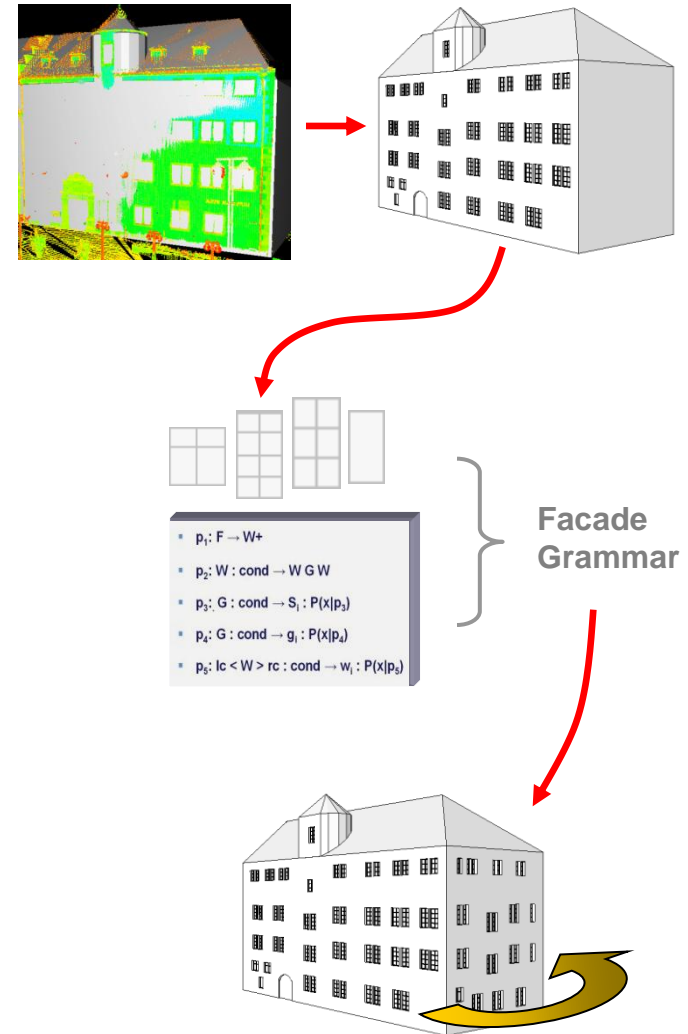 p₁: F → W+
p₂: W : cond → W G W
p₃: G : cond → Sᵢ : P(x|p₃)
p₄: G : cond → gᵢ : P(x|p₄)
p₅: lc < W > rc : cond → wᵢ : P(x|p₅)
Facade
Grammar